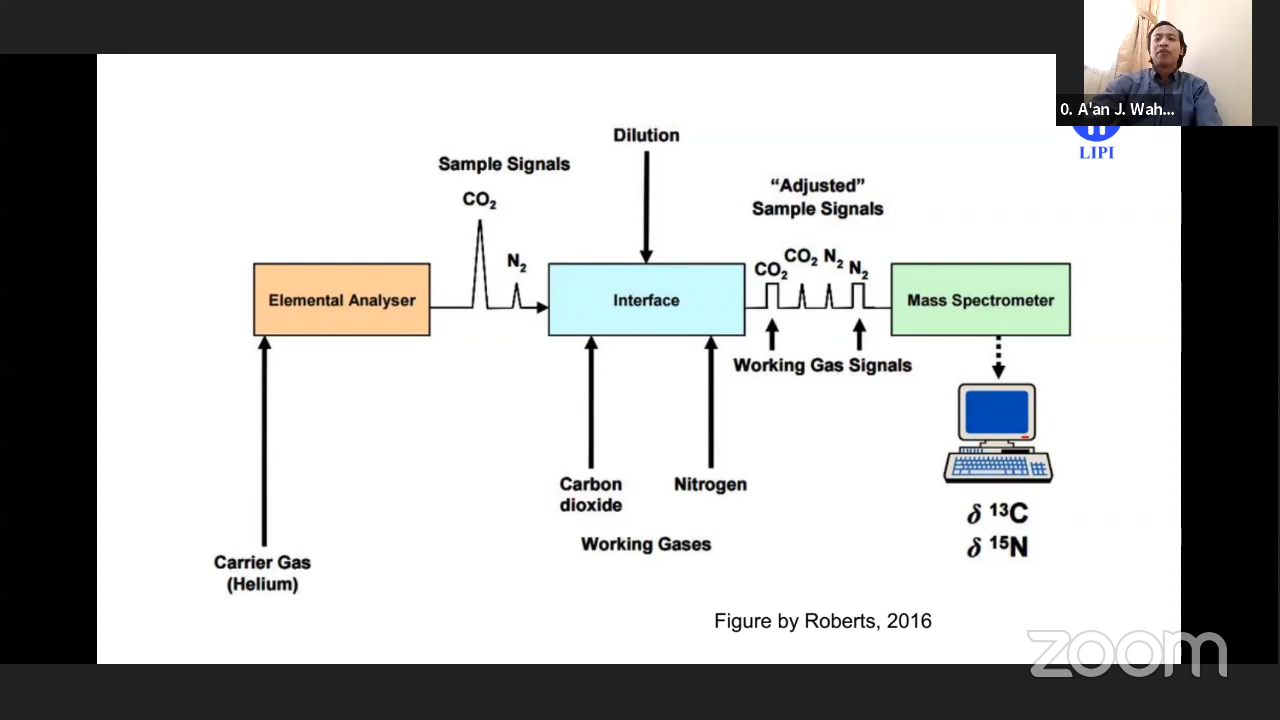 0. A'an J. Wah...
LIPI
Dilution
Sample Signals
CO₂
N₂
“Adjusted”
Sample Signals
CO₂
CO₂
N₂
N₂
Elemental Analyser
Interface
Mass Spectrometer
Working Gas Signals
Carbon
dioxide
Nitrogen
Working Gases
δ ¹³C
δ ¹⁵N
Carrier Gas
(Helium)
Figure by Roberts, 2016
zoom